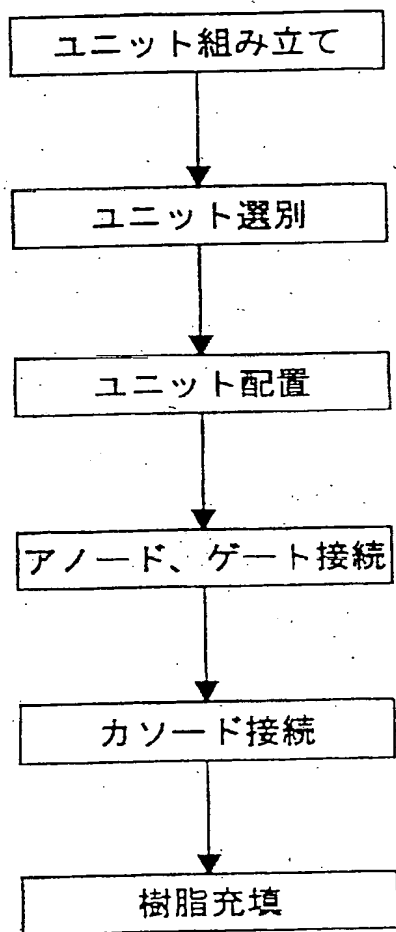 ユニット組み立て
ユニット選別
ユニット配置
アノード、ゲート接続
カソード接続
樹脂充填